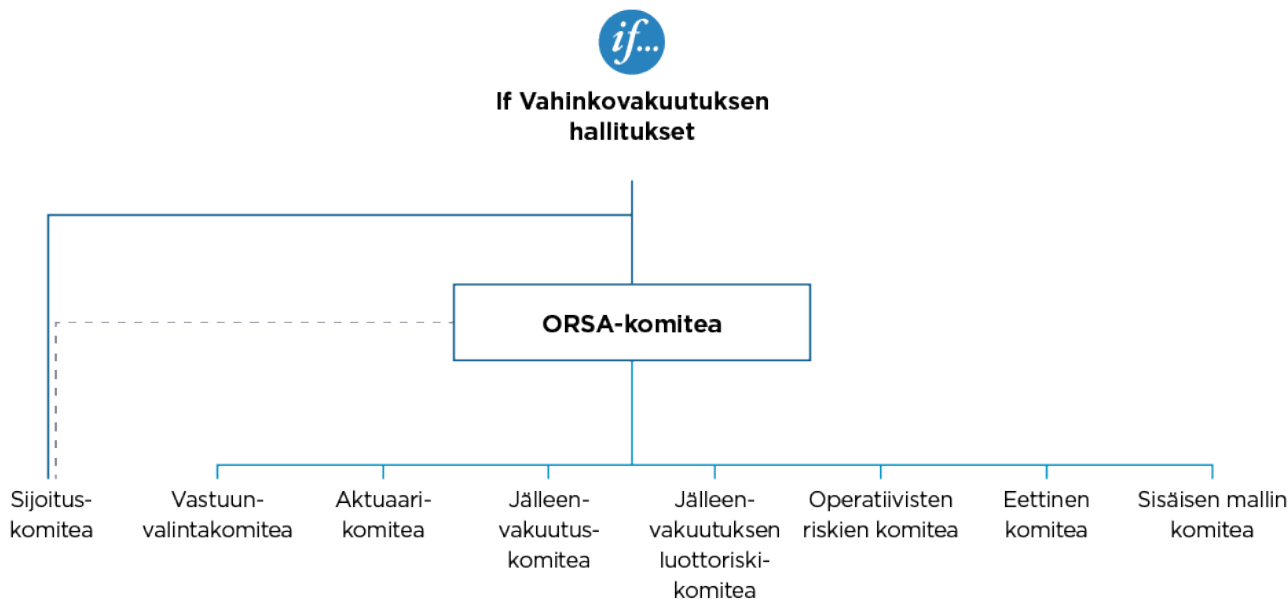 if...
If Vahinkovakuutuksen
hallitukset
ORSA-komitea
Sijoitus-
komitea
Vastuun-
valintakomitea
Aktuaari-
komitea
Jälleen-
vakuutus-
komitea
Jälleen-
vakuutuksen
luottoriski-
komitea
Operatiivisten
riskien komitea
Eettinen
komitea
Sisäisen mallin
komitea